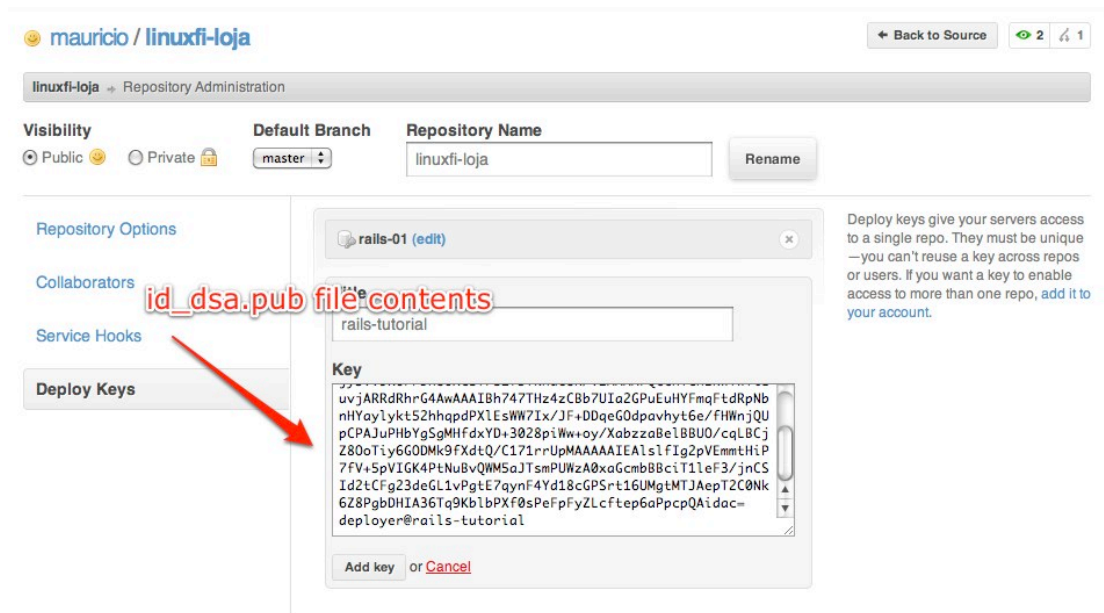 mauricio / linuxfi-loja
Back to Source
2
1
linuxfi-loja Repository Administration
Visibility
Public
Private
Default Branch
master
Repository Name
linuxfi-loja
Rename
Repository Options
Collaborators
Service Hooks
Deploy Keys
id_dsa.pub file contents
rails-01 (edit)
Title
rails-tutorial
Key
uvjARRdRhrG4AwAAAIBh747THz4zCBb7UIa2GPuEuHYFmqFtdRpNb
nHYaylykt52hhqpdPXlEsWW7Ix/JF+DDqeGOdpavhyt6e/fHWnjQU
pCPAJuPHbYgSgMHfdxYD+3028piWw+oy/XabzzaBelBBUO/cqLBCj
Z8OoTiy6GODMk9fXdtQ/C171rrUpMAAAAAIEAlslfIg2pVEmmtHiP
7fV+5pVIGK4PtNuBvQWM5aJTsmPUWzA0xaGcmbBBciT1leF3/jnCS
Id2tCFg23deGL1vPgtE7qynF4Yd18cGPSrt16UMgtMTJAepT2C0Nk
6Z8PgbDHIA36Tq9KblbPXf0sPeFpFyZLcftep6aPpcpQAidac=
deployer@rails-tutorial
Add key or Cancel
Deploy keys give your servers access
to a single repo. They must be unique
—you can't reuse a key across repos
or users. If you want a key to enable
access to more than one repo, add it to
your account.